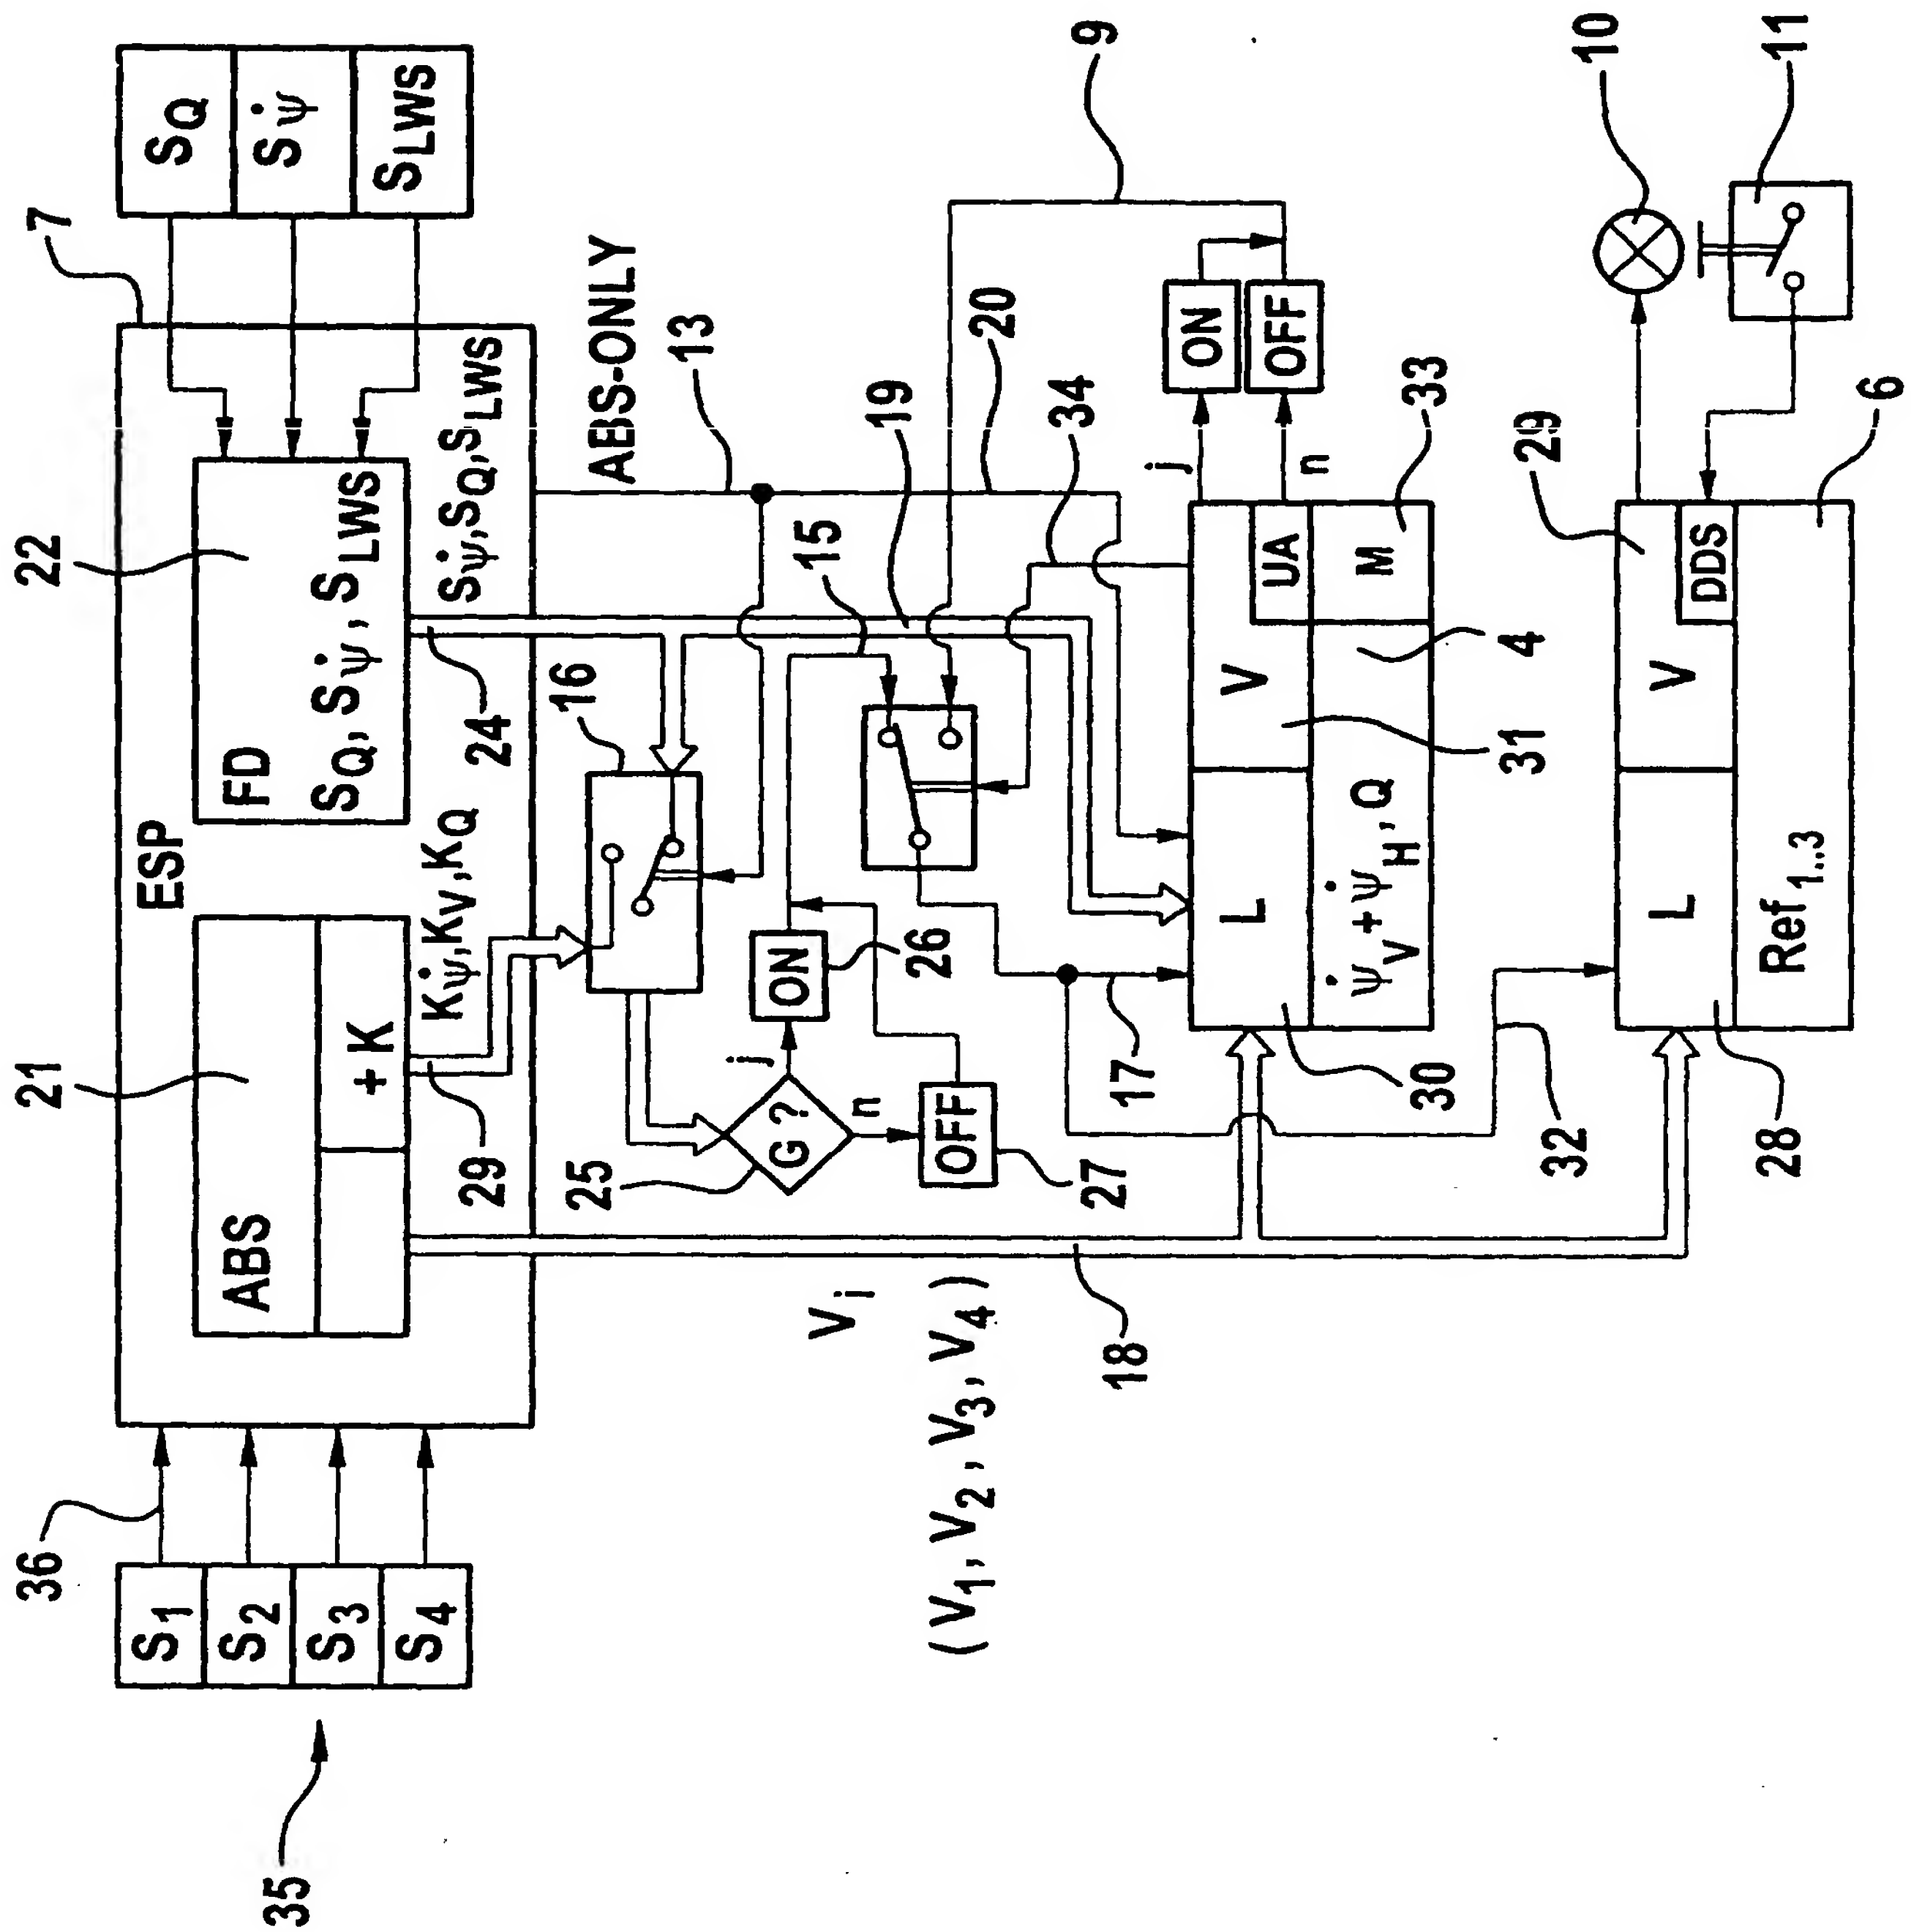 35
36
S1
S2
S3
S4
7
ESP
21
ABS
+K
22
FD
SQ, Sψ̇, SLWS
SQ
Sψ̇
SLWS
29
Kψ̇, KV, KQ
24
Sψ̇, SQ, SLWS
ABS-ONLY
13
16
25
G ?
j
n
ON
26
OFF
27
15
19
20
34
9
Vi
(V1, V2, V3, V4)
18
17
32
L
V
UA
M
ψ̇V+ψ̇H, Q
30
31
4
33
j
n
ON
OFF
L
V
DDS
Ref1..3
28
29
6
10
11